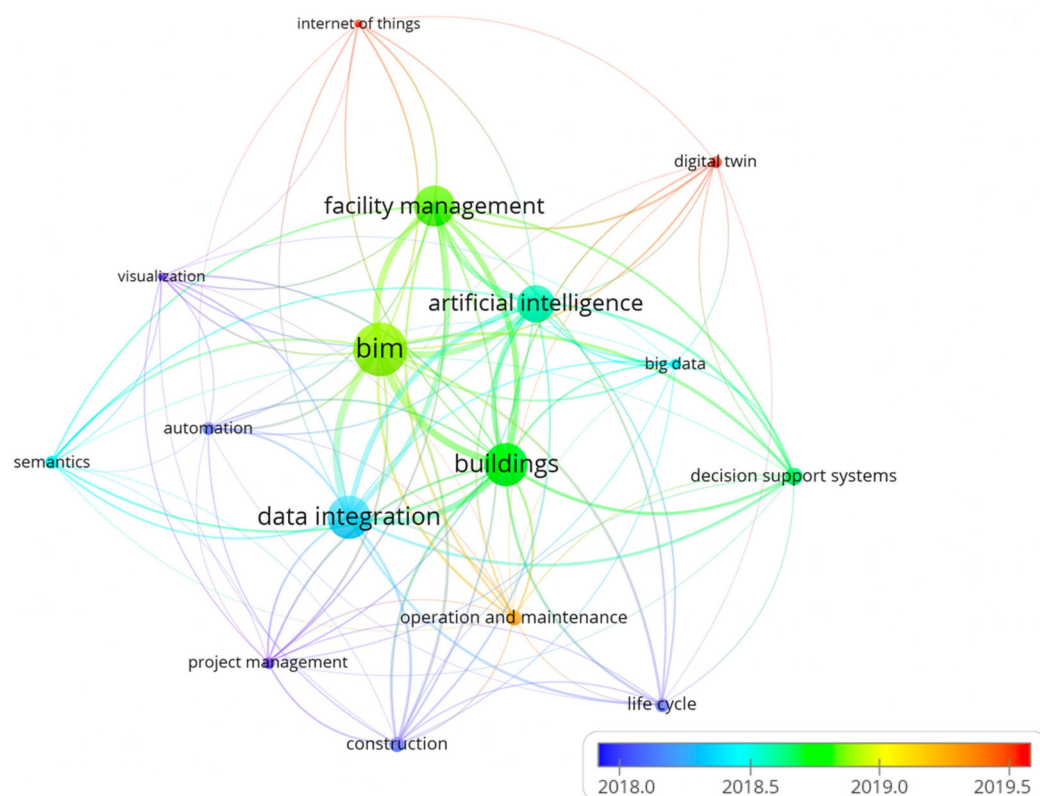 internet of things
digital twin
facility management
visualization
artificial intelligence
bim
big data
automation
semantics
buildings
decision support systems
data integration
operation and maintenance
project management
life cycle
construction
2018.0 2018.5 2019.0 2019.5